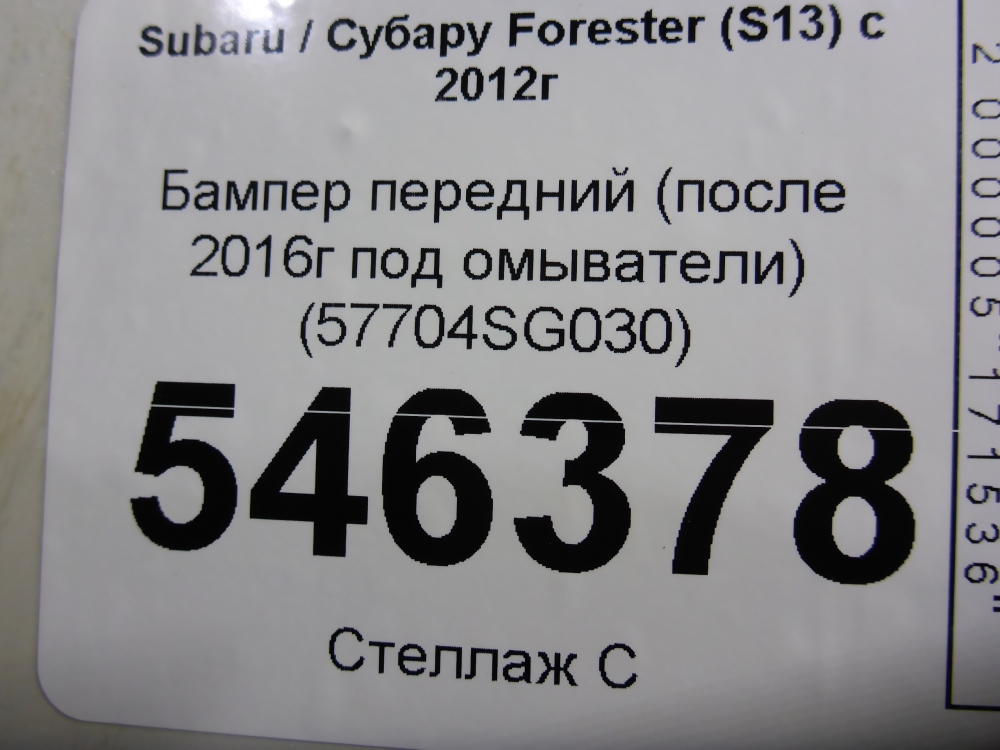 Subaru / Субару Forester (S13) с
2012г
Бампер передний (после
2016г под омыватели)
(57704SG030)
546378
Стеллаж С